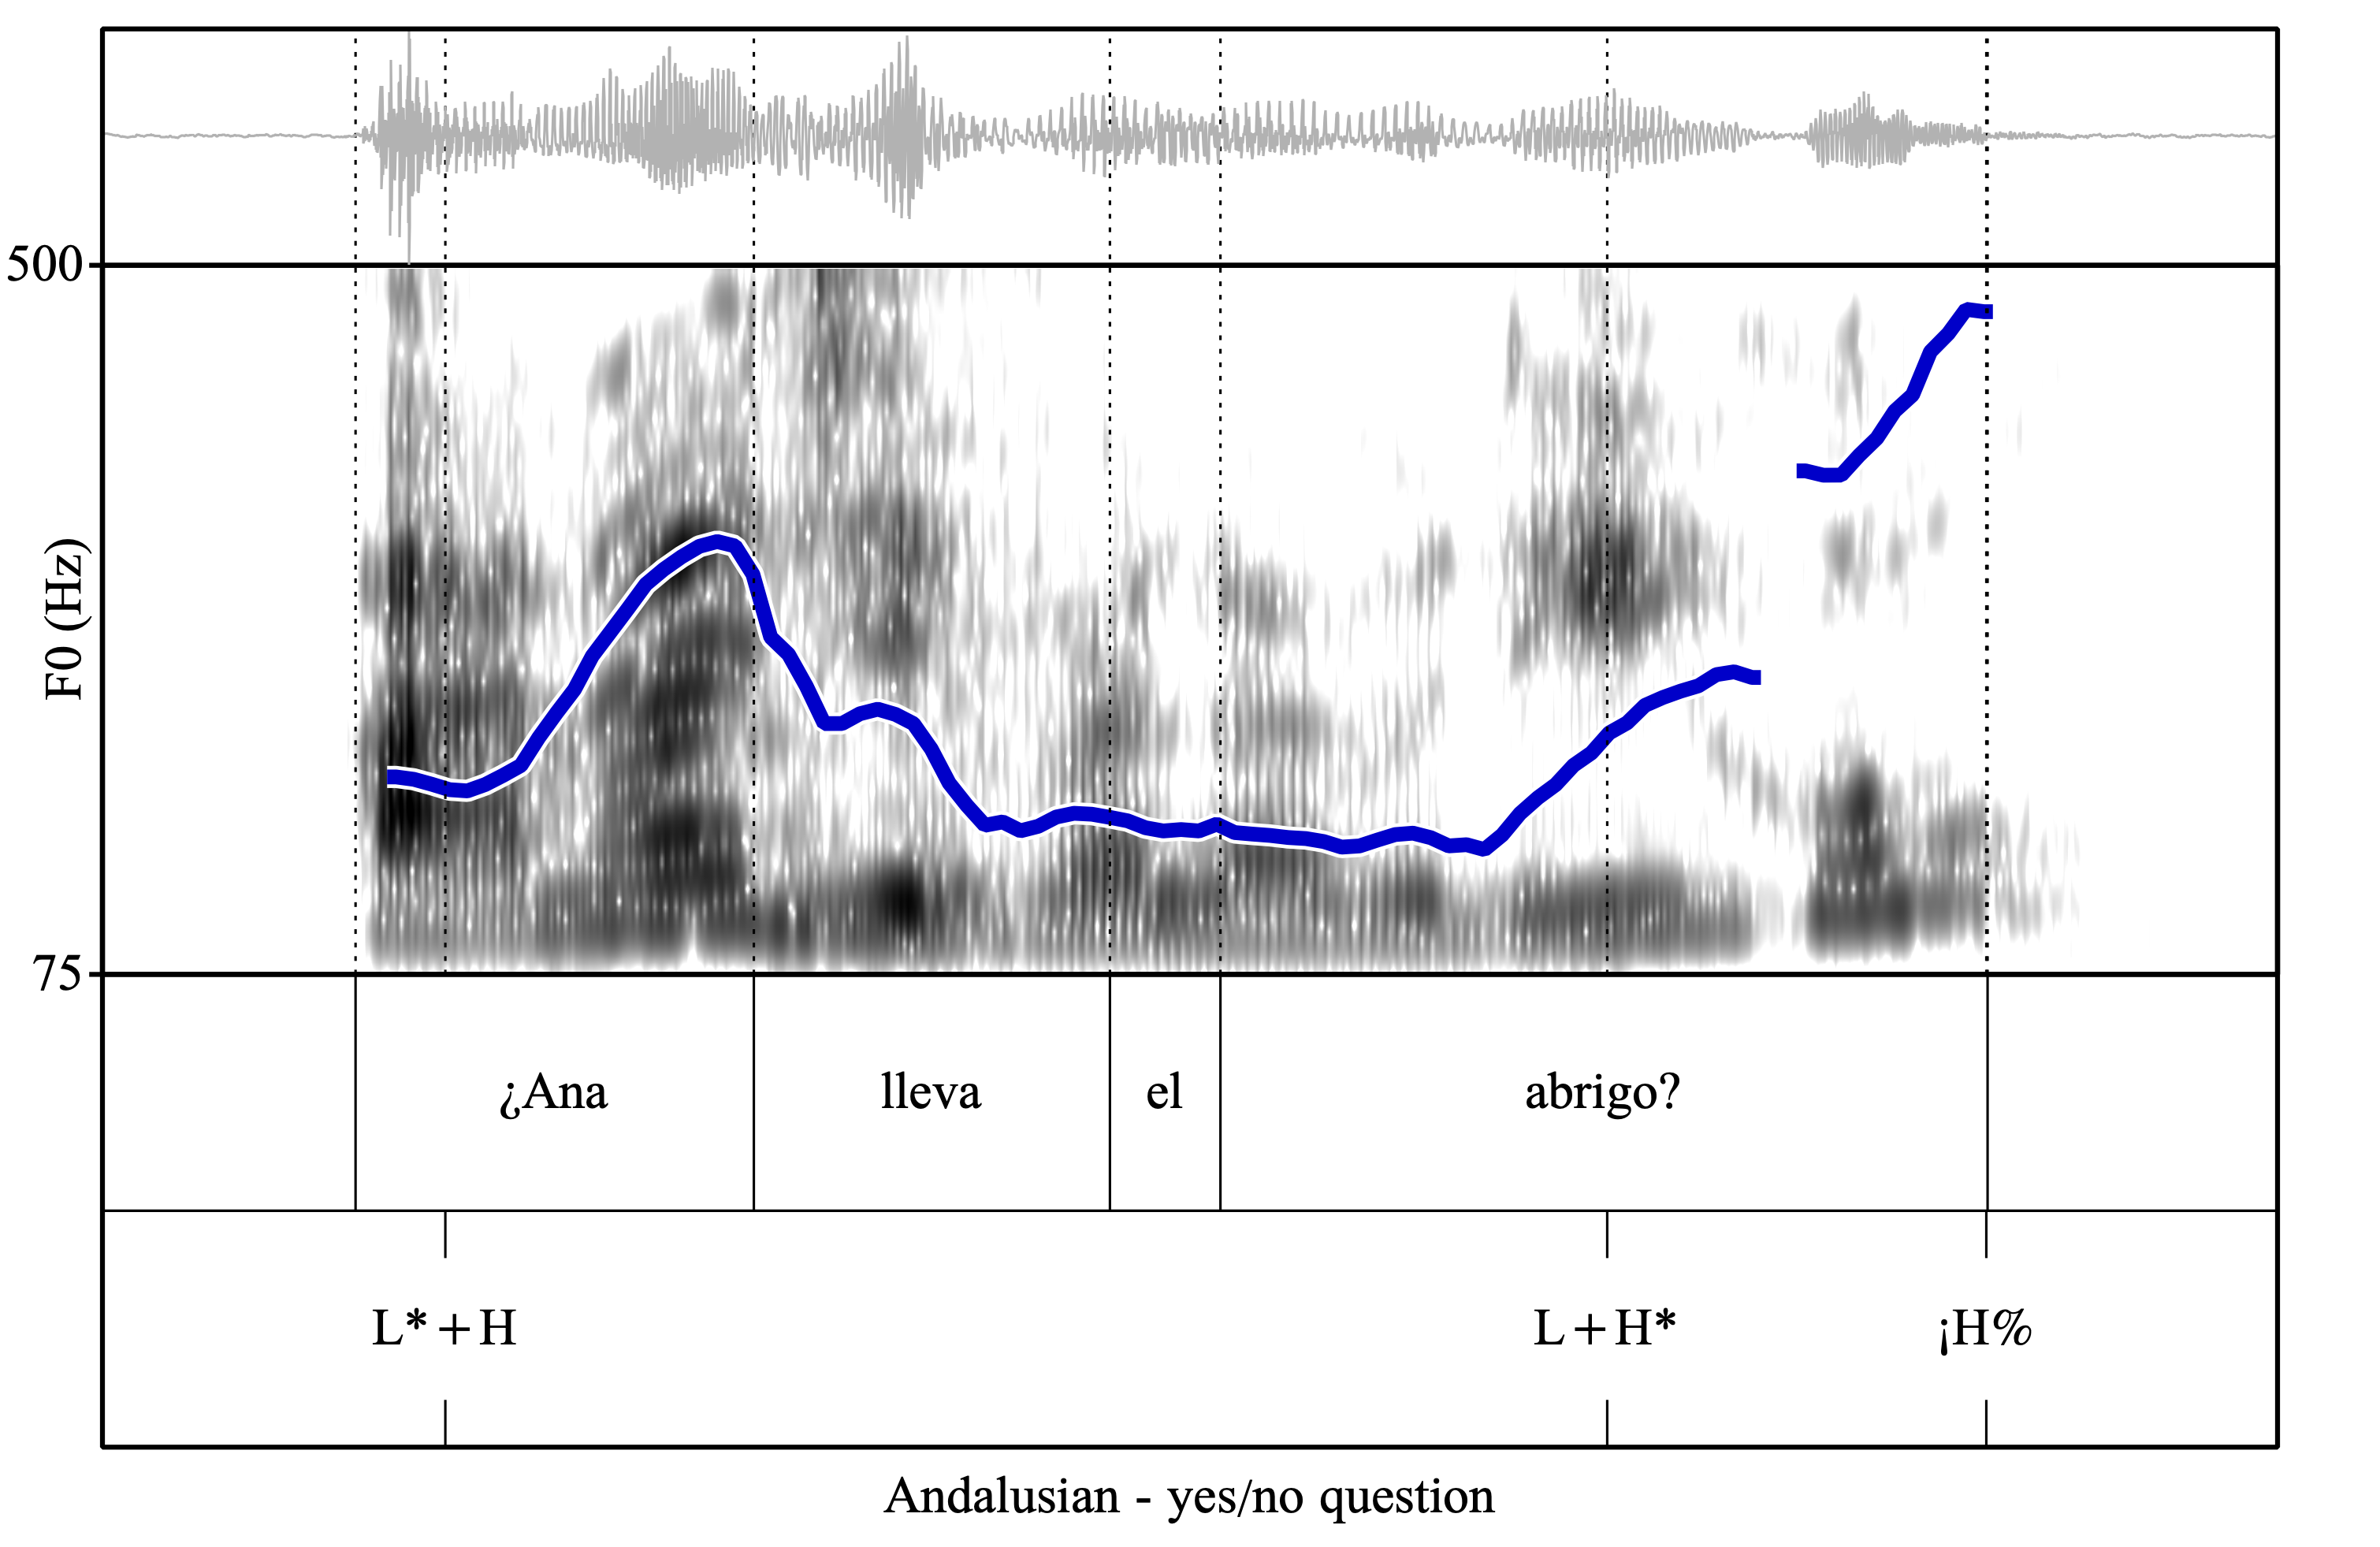 500
F0 (Hz)
75
¿Ana lleva el abrigo?
L*+H L+H* ¡H%
Andalusian - yes/no question